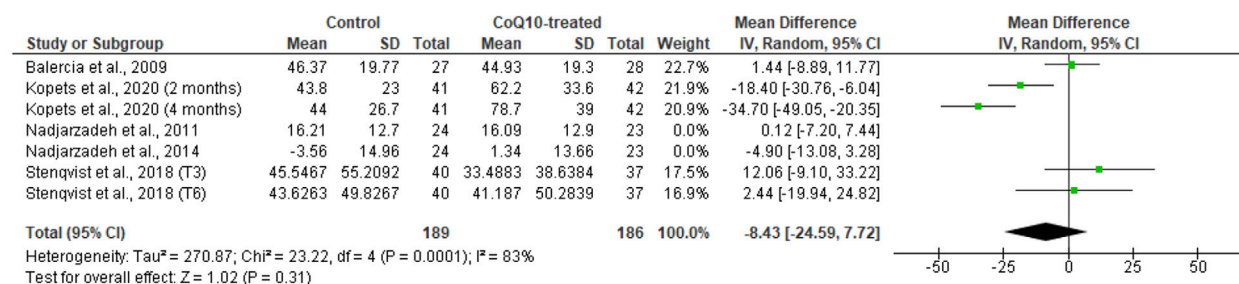 Control CoQ10-treated Mean Difference Mean Difference
Study or Subgroup Mean SD Total Mean SD Total Weight IV, Random, 95% CI IV, Random, 95% CI
Balercia et al., 2009 46.37 19.77 27 44.93 19.3 28 22.7% 1.44 [-8.89, 11.77]
Kopets et al., 2020 (2 months) 43.8 23 41 62.2 33.6 42 21.9% -18.40 [-30.76, -6.04]
Kopets et al., 2020 (4 months) 44 26.7 41 78.7 39 42 20.9% -34.70 [-49.05, -20.35]
Nadjarzadeh et al., 2011 16.21 12.7 24 16.09 12.9 23 0.0% 0.12 [-7.20, 7.44]
Nadjarzadeh et al., 2014 -3.56 14.96 24 1.34 13.66 23 0.0% -4.90 [-13.08, 3.28]
Stenqvist et al., 2018 (T3) 45.5467 55.2092 40 33.4883 38.6384 37 17.5% 12.06 [-9.10, 33.22]
Stenqvist et al., 2018 (T6) 43.6263 49.8267 40 41.187 50.2839 37 16.9% 2.44 [-19.94, 24.82]
Total (95% CI) 189 186 100.0% -8.43 [-24.59, 7.72]
Heterogeneity: Tau² = 270.87; Chi² = 23.22, df = 4 (P = 0.0001); I² = 83%
Test for overall effect: Z = 1.02 (P = 0.31)
-50 -25 0 25 50